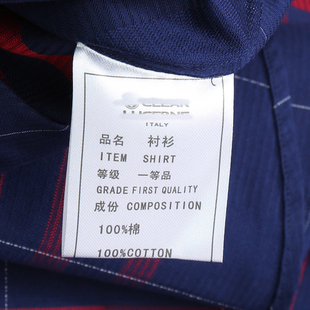 ITALY
品名 衬衫
ITEM SHIRT
等级 一等品
GRADE FIRST QUALITY
成份 COMPOSITION
100%棉
100%COTTON